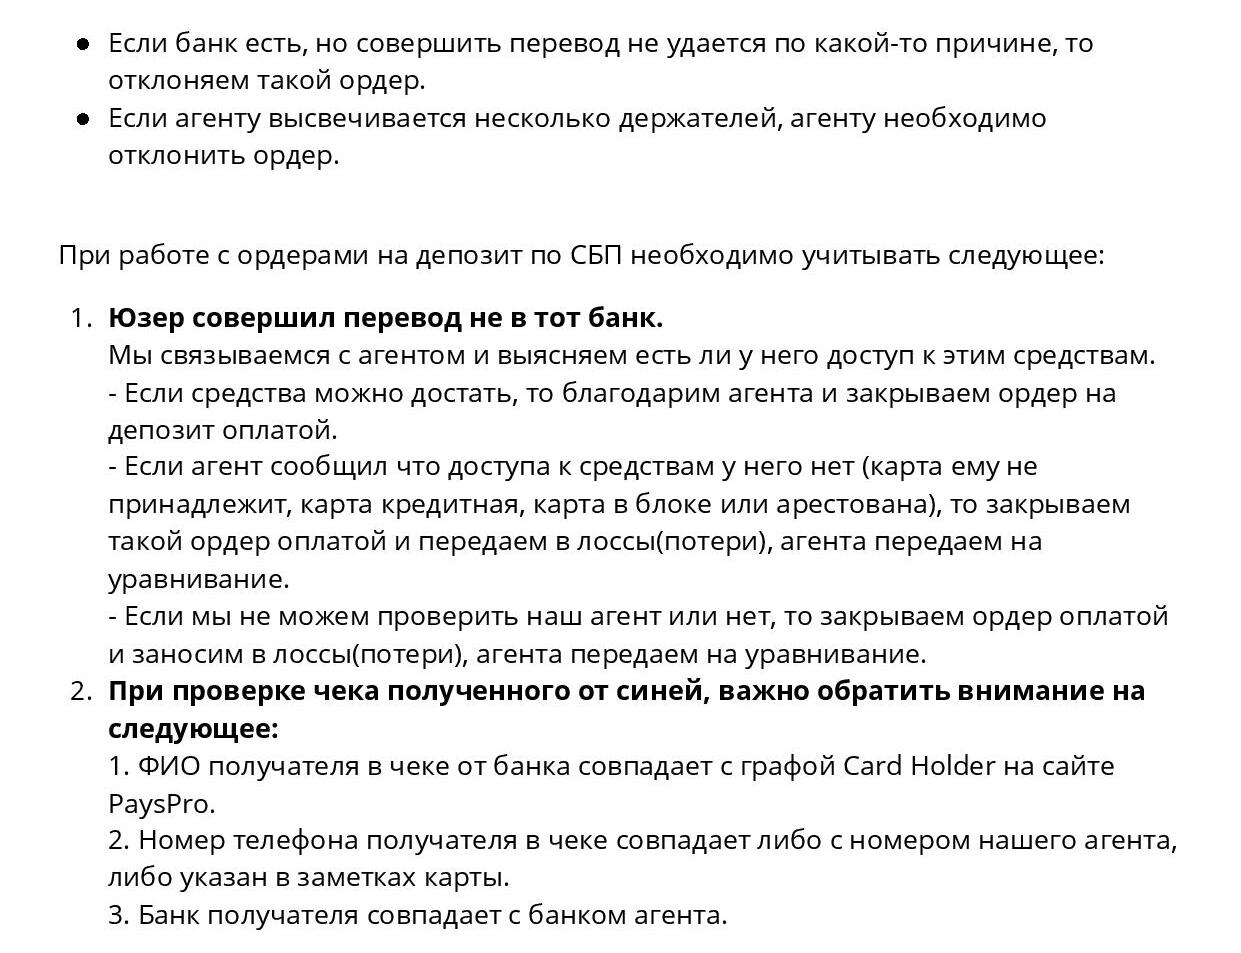 ● Если банк есть, но совершить перевод не удается по какой-то причине, то
отклоняем такой ордер.
● Если агенту высвечивается несколько держателей, агенту необходимо
отклонить ордер.
При работе с ордерами на депозит по СБП необходимо учитывать следующее:
1. Юзер совершил перевод не в тот банк.
Мы связываемся с агентом и выясняем есть ли у него доступ к этим средствам.
- Если средства можно достать, то благодарим агента и закрываем ордер на
депозит оплатой.
- Если агент сообщил что доступа к средствам у него нет (карта ему не
принадлежит, карта кредитная, карта в блоке или арестована), то закрываем
такой ордер оплатой и передаем в лоссы(потери), агента передаем на
уравнивание.
- Если мы не можем проверить наш агент или нет, то закрываем ордер оплатой
и заносим в лоссы(потери), агента передаем на уравнивание.
2. При проверке чека полученного от синей, важно обратить внимание на
следующее:
1. ФИО получателя в чеке от банка совпадает с графой Card Holder на сайте
PaysPro.
2. Номер телефона получателя в чеке совпадает либо с номером нашего агента,
либо указан в заметках карты.
3. Банк получателя совпадает с банком агента.